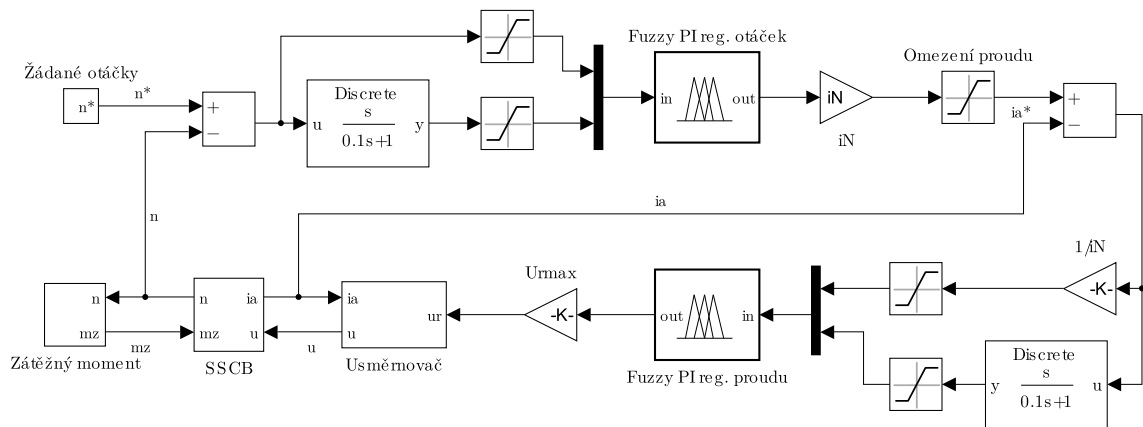 Žádané otáčky
n*
n*
+
−
Discrete
s
u
y
0.1s+1
Fuzzy PI reg. otáček
in
out
iN
iN
Omezení proudu
ia*
+
−
n
ia
1/iN
-K-
Discrete
s
y
u
0.1s+1
Fuzzy PI reg. proudu
out
in
Urmax
-K-
ia
ur
u
Usměrnovač
u
n
ia
mz
u
SSCB
n
mz
mz
Zátěžný moment